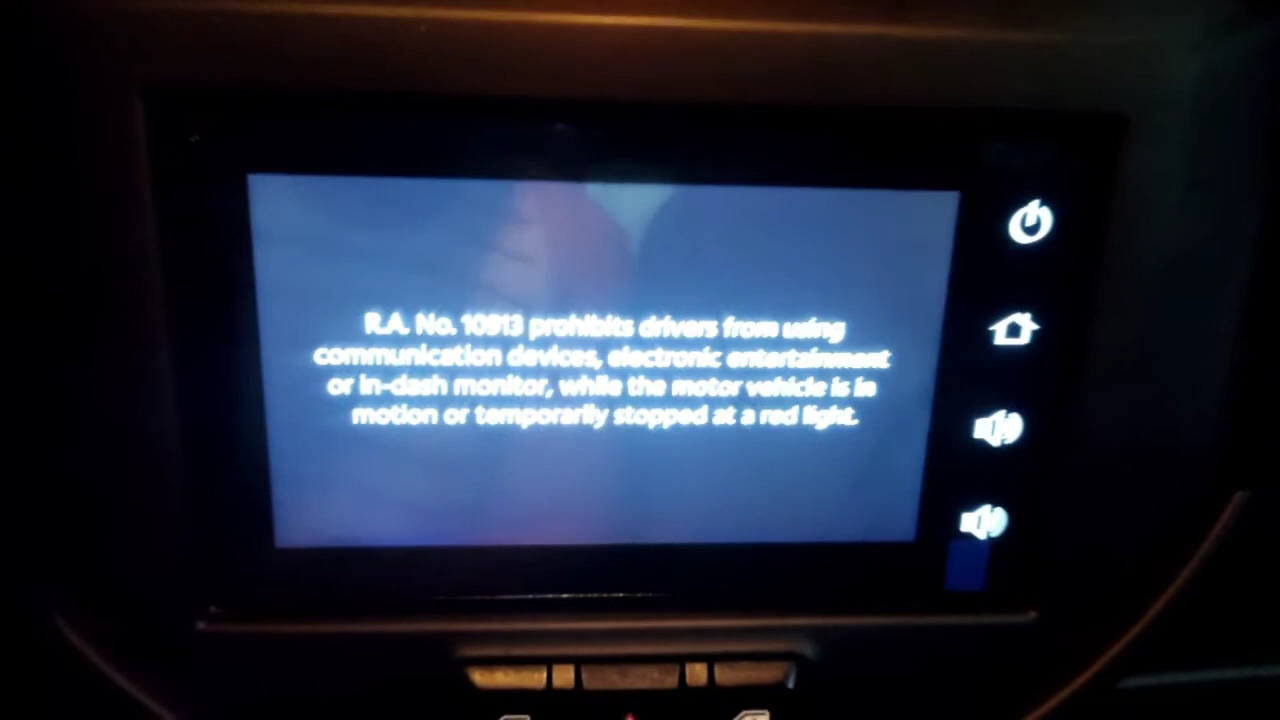 R.A. No. 10913 prohibits drivers from using
communication devices, electronic entertainment
or in-dash monitor, while the motor vehicle is in
motion or temporarily stopped at a red light.